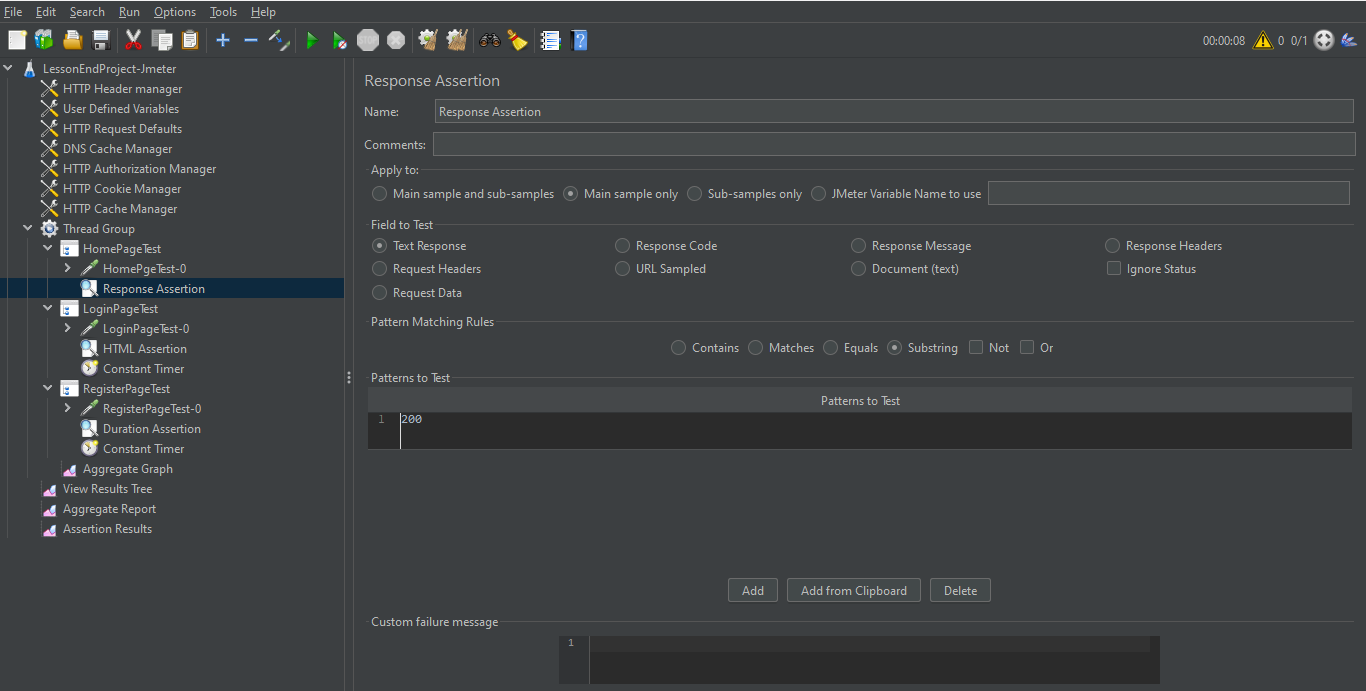 File Edit Search Run Options Tools Help
00:00:08 0 0/1
LessonEndProject-Jmeter
HTTP Header manager
User Defined Variables
HTTP Request Defaults
DNS Cache Manager
HTTP Authorization Manager
HTTP Cookie Manager
HTTP Cache Manager
Thread Group
HomePageTest
HomePgeTest-0
Response Assertion
LoginPageTest
LoginPageTest-0
HTML Assertion
Constant Timer
RegisterPageTest
RegisterPageTest-0
Duration Assertion
Constant Timer
Aggregate Graph
View Results Tree
Aggregate Report
Assertion Results
Response Assertion
Name: Response Assertion
Comments:
Apply to:
Main sample and sub-samples Main sample only Sub-samples only JMeter Variable Name to use
Field to Test
Text Response Response Code Response Message Response Headers
Request Headers URL Sampled Document (text) Ignore Status
Request Data
Pattern Matching Rules
Contains Matches Equals Substring Not Or
Patterns to Test
Patterns to Test
1 200
Add Add from Clipboard Delete
Custom failure message
1